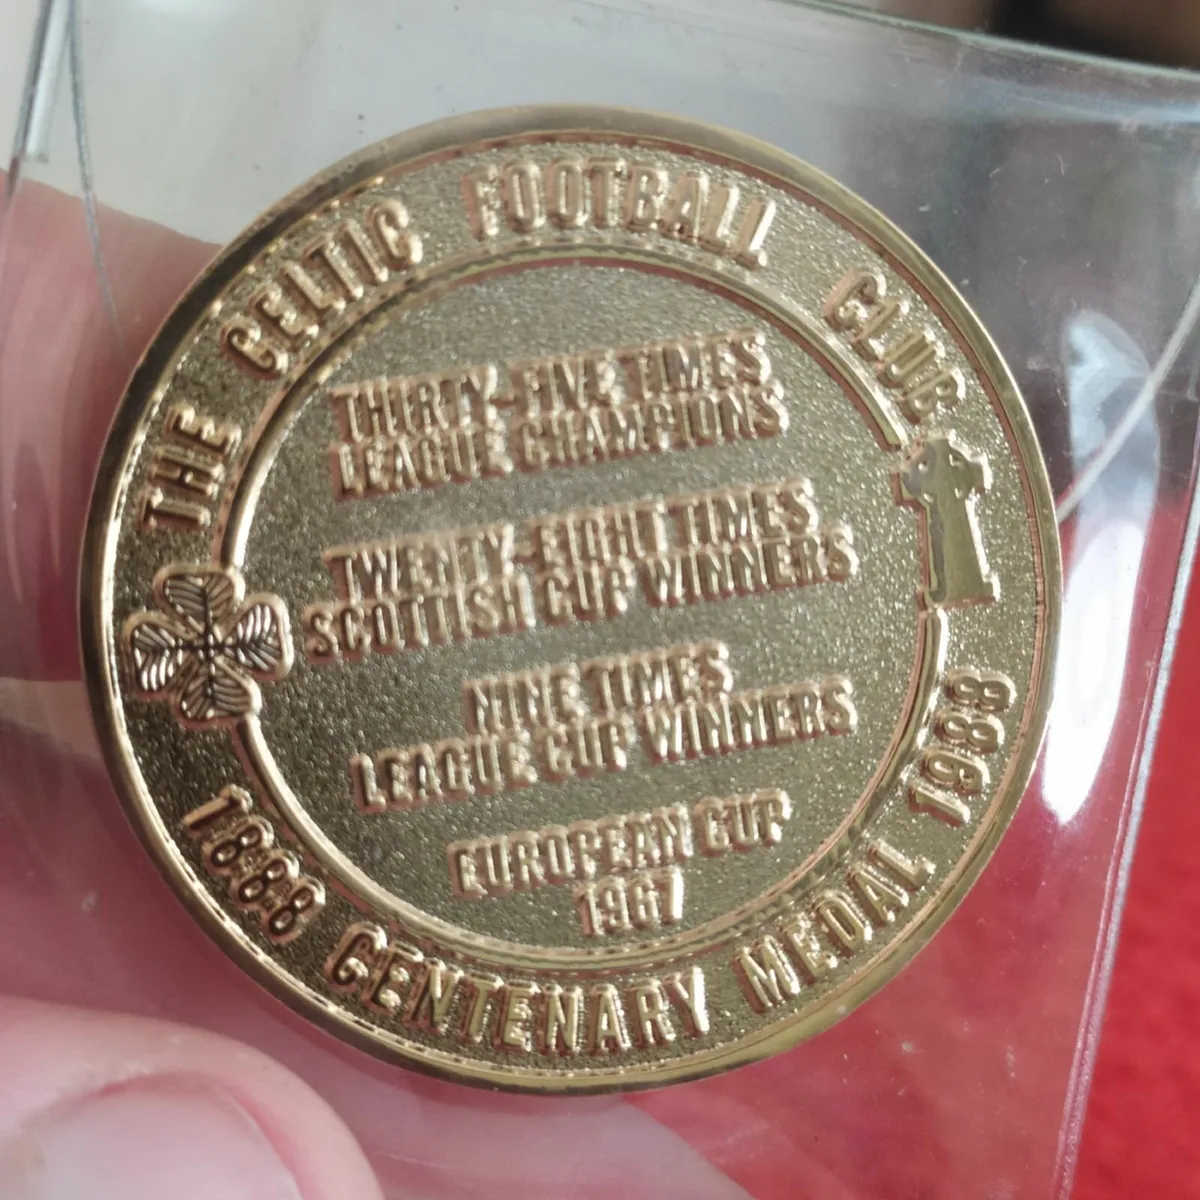 THE CELTIC FOOTBALL CLUB
THIRTY-FIVE TIMES
LEAGUE CHAMPIONS
TWENTY-EIGHT TIMES
SCOTTISH CUP WINNERS
NINE TIMES
LEAGUE CUP WINNERS
EUROPEAN CUP
1967
1888 CENTENARY MEDAL 1988